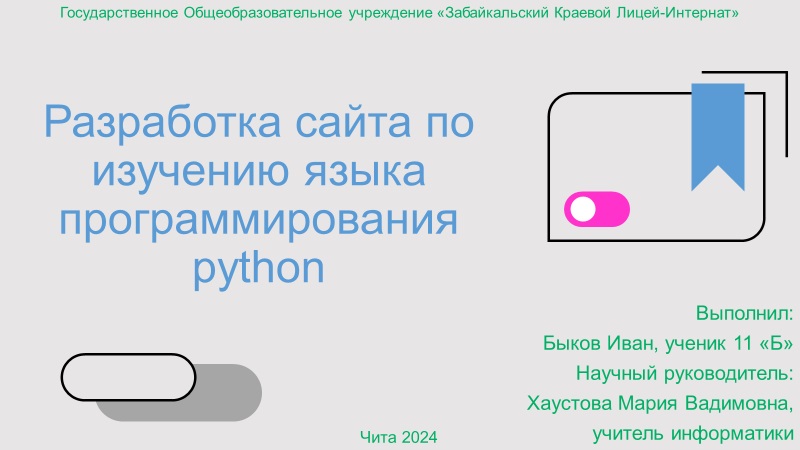 Государственное Общеобразовательное учреждение «Забайкальский Краевой Лицей-Интернат»
Разработка сайта по
изучению языка
программирования
python
Выполнил:
Быков Иван, ученик 11 «Б»
Научный руководитель:
Хаустова Мария Вадимовна,
учитель информатики
Чита 2024